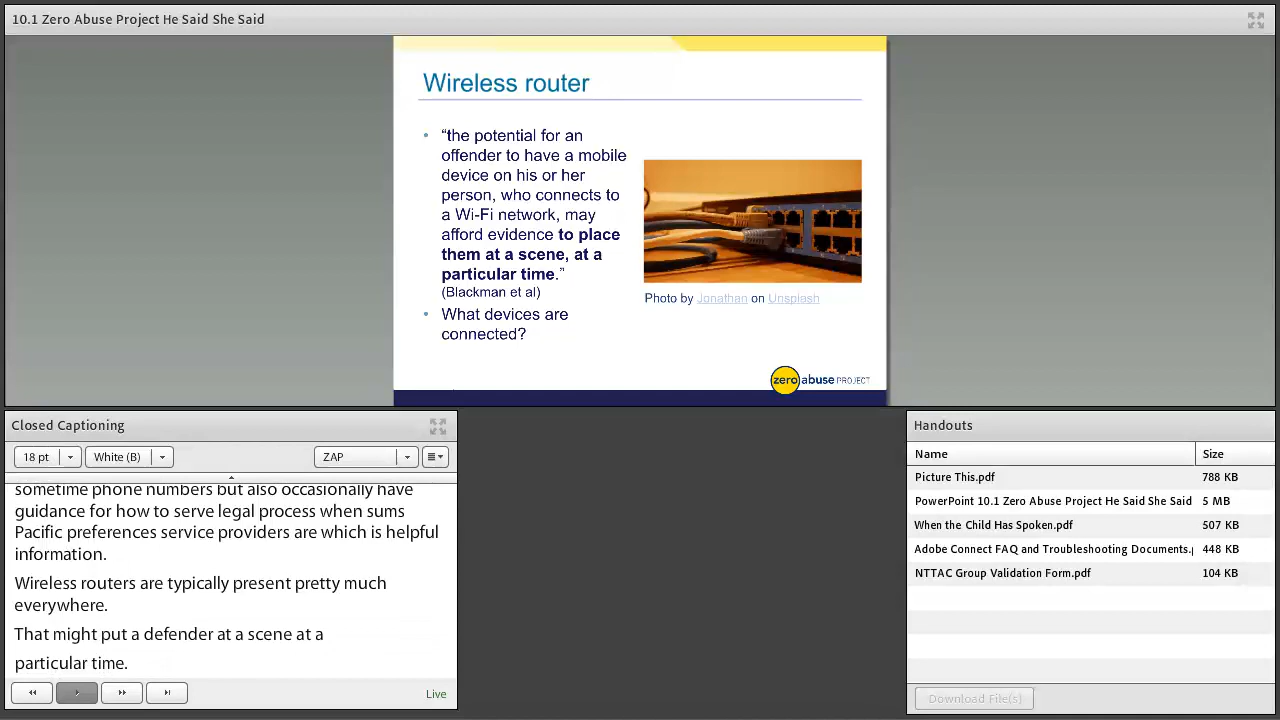 10.1 Zero Abuse Project He Said She Said
Wireless router
• “the potential for an
offender to have a mobile
device on his or her
person, who connects to
a Wi-Fi network, may
afford evidence to place
them at a scene, at a
particular time.”
(Blackman et al)
• What devices are
connected?
Photo by Jonathan on Unsplash
zero abuse PROJECT
Closed Captioning
18 pt
White (B)
ZAP
sometime phone numbers but also occasionally have
guidance for how to serve legal process when sums
Pacific preferences service providers are which is helpful
information.
Wireless routers are typically present pretty much
everywhere.
That might put a defender at a scene at a
particular time.
Live
Handouts
Name Size
Picture This.pdf 788 KB
PowerPoint 10.1 Zero Abuse Project He Said She Said 5 MB
When the Child Has Spoken.pdf 507 KB
Adobe Connect FAQ and Troubleshooting Documents.p 448 KB
NTTAC Group Validation Form.pdf 104 KB
Download File(s)